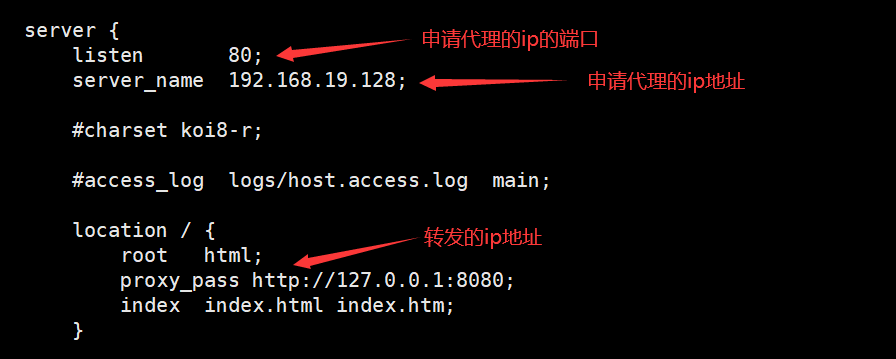 server {
listen 80; 申请代理的ip的端口
server_name 192.168.19.128; 申请代理的ip地址
#charset koi8-r;
#access_log logs/host.access.log main;
location / {
root html; 转发的ip地址
proxy_pass http://127.0.0.1:8080;
index index.html index.htm;
}